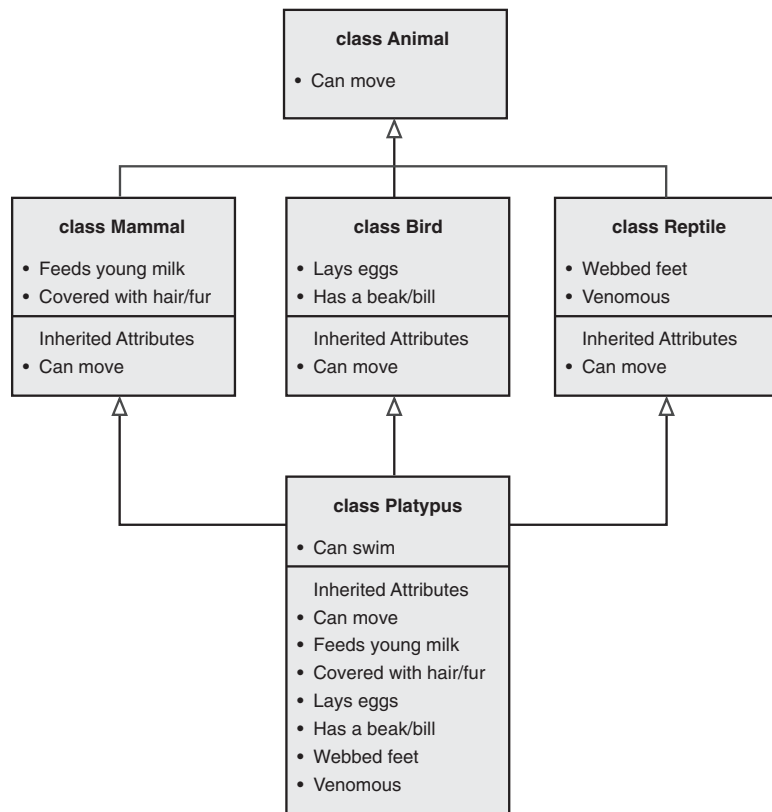 class Animal
• Can move
class Mammal
• Feeds young milk
• Covered with hair/fur
Inherited Attributes
• Can move
class Bird
• Lays eggs
• Has a beak/bill
Inherited Attributes
• Can move
class Reptile
• Webbed feet
• Venomous
Inherited Attributes
• Can move
class Platypus
• Can swim
Inherited Attributes
• Can move
• Feeds young milk
• Covered with hair/fur
• Lays eggs
• Has a beak/bill
• Webbed feet
• Venomous